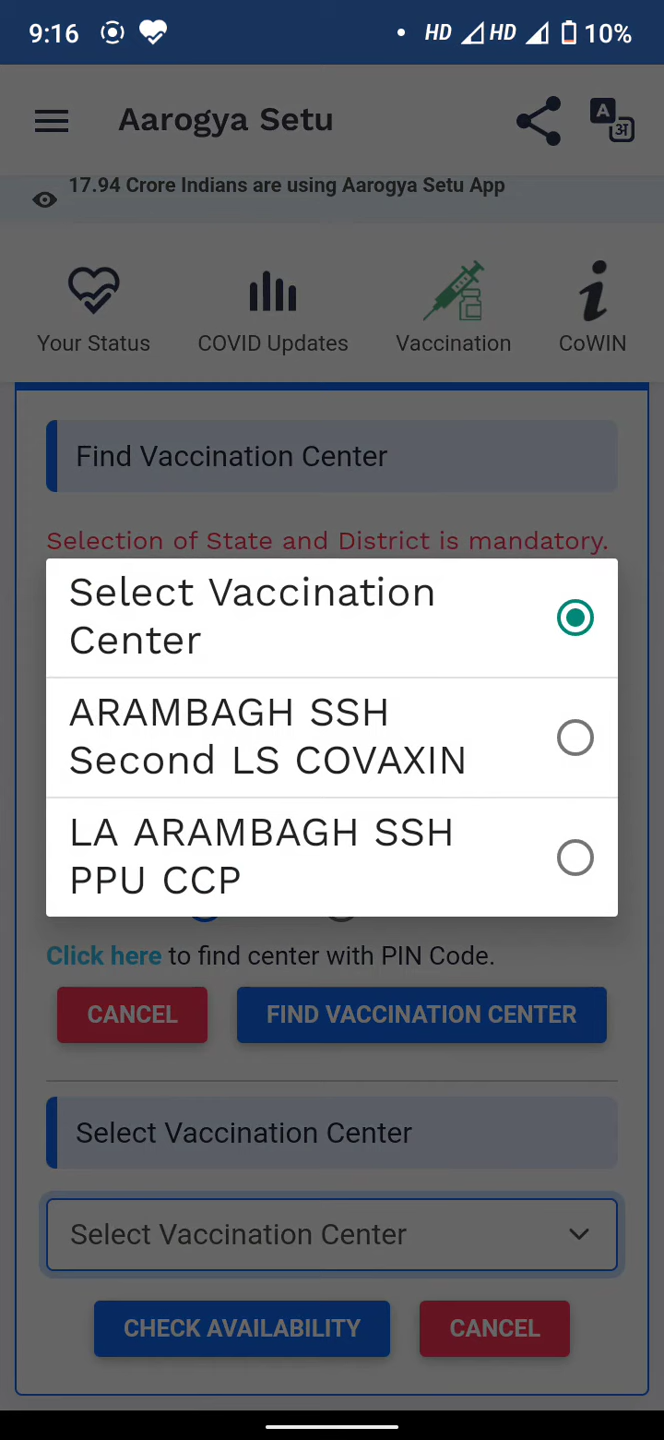 9:16 HD HD 10%
Aarogya Setu A अ
17.94 Crore Indians are using Aarogya Setu App
Your Status COVID Updates Vaccination CoWIN
Find Vaccination Center
Selection of State and District is mandatory.
Select Vaccination
Center
ARAMBAGH SSH
Second LS COVAXIN
LA ARAMBAGH SSH
PPU CCP
Click here to find center with PIN Code.
CANCEL FIND VACCINATION CENTER
Select Vaccination Center
Select Vaccination Center
CHECK AVAILABILITY CANCEL